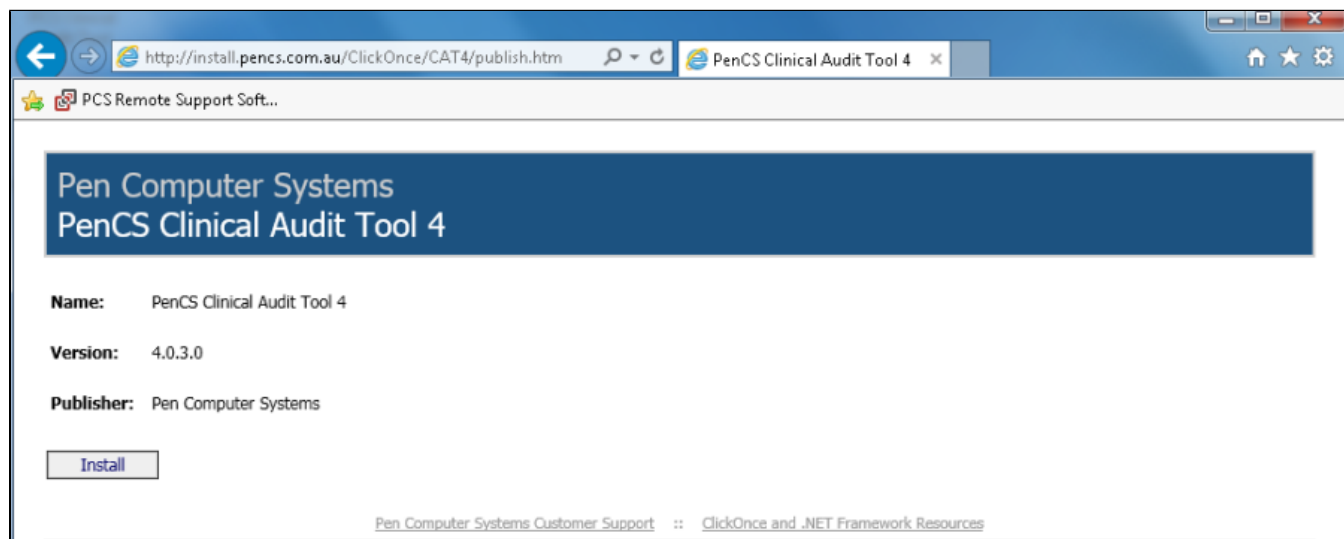 http://install.pencs.com.au/ClickOnce/CAT4/publish.htm PenCS Clinical Audit Tool 4
PCS Remote Support Soft...
Pen Computer Systems
PenCS Clinical Audit Tool 4
Name: PenCS Clinical Audit Tool 4
Version: 4.0.3.0
Publisher: Pen Computer Systems
Install
Pen Computer Systems Customer Support :: ClickOnce and .NET Framework Resources